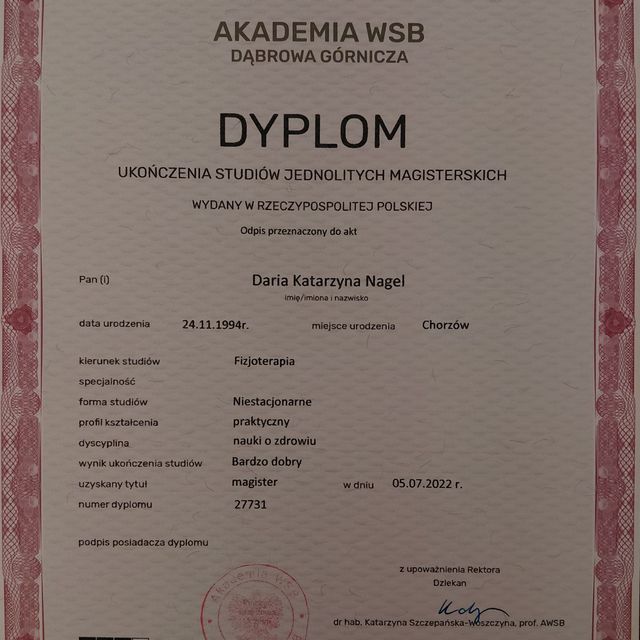 AKADEMIA WSB
DĄBROWA GÓRNICZA
DYPLOM
UKOŃCZENIA STUDIÓW JEDNOLITYCH MAGISTERSKICH
WYDANY W RZECZYPOSPOLITEJ POLSKIEJ
Odpis przeznaczony do akt
Pan (i) Daria Katarzyna Nagel
imię/imiona i nazwisko
data urodzenia 24.11.1994r. miejsce urodzenia Chorzów
kierunek studiów Fizjoterapia
specjalność
forma studiów Niestacjonarne
profil kształcenia praktyczny
dyscyplina nauki o zdrowiu
wynik ukończenia studiów Bardzo dobry
uzyskany tytuł magister w dniu 05.07.2022 r.
numer dyplomu 27731
podpis posiadacza dyplomu
Akademia WSB
z upoważnienia Rektora
Dziekan
dr hab. Katarzyna Szczepańska-Woszczyna, prof. AWSB